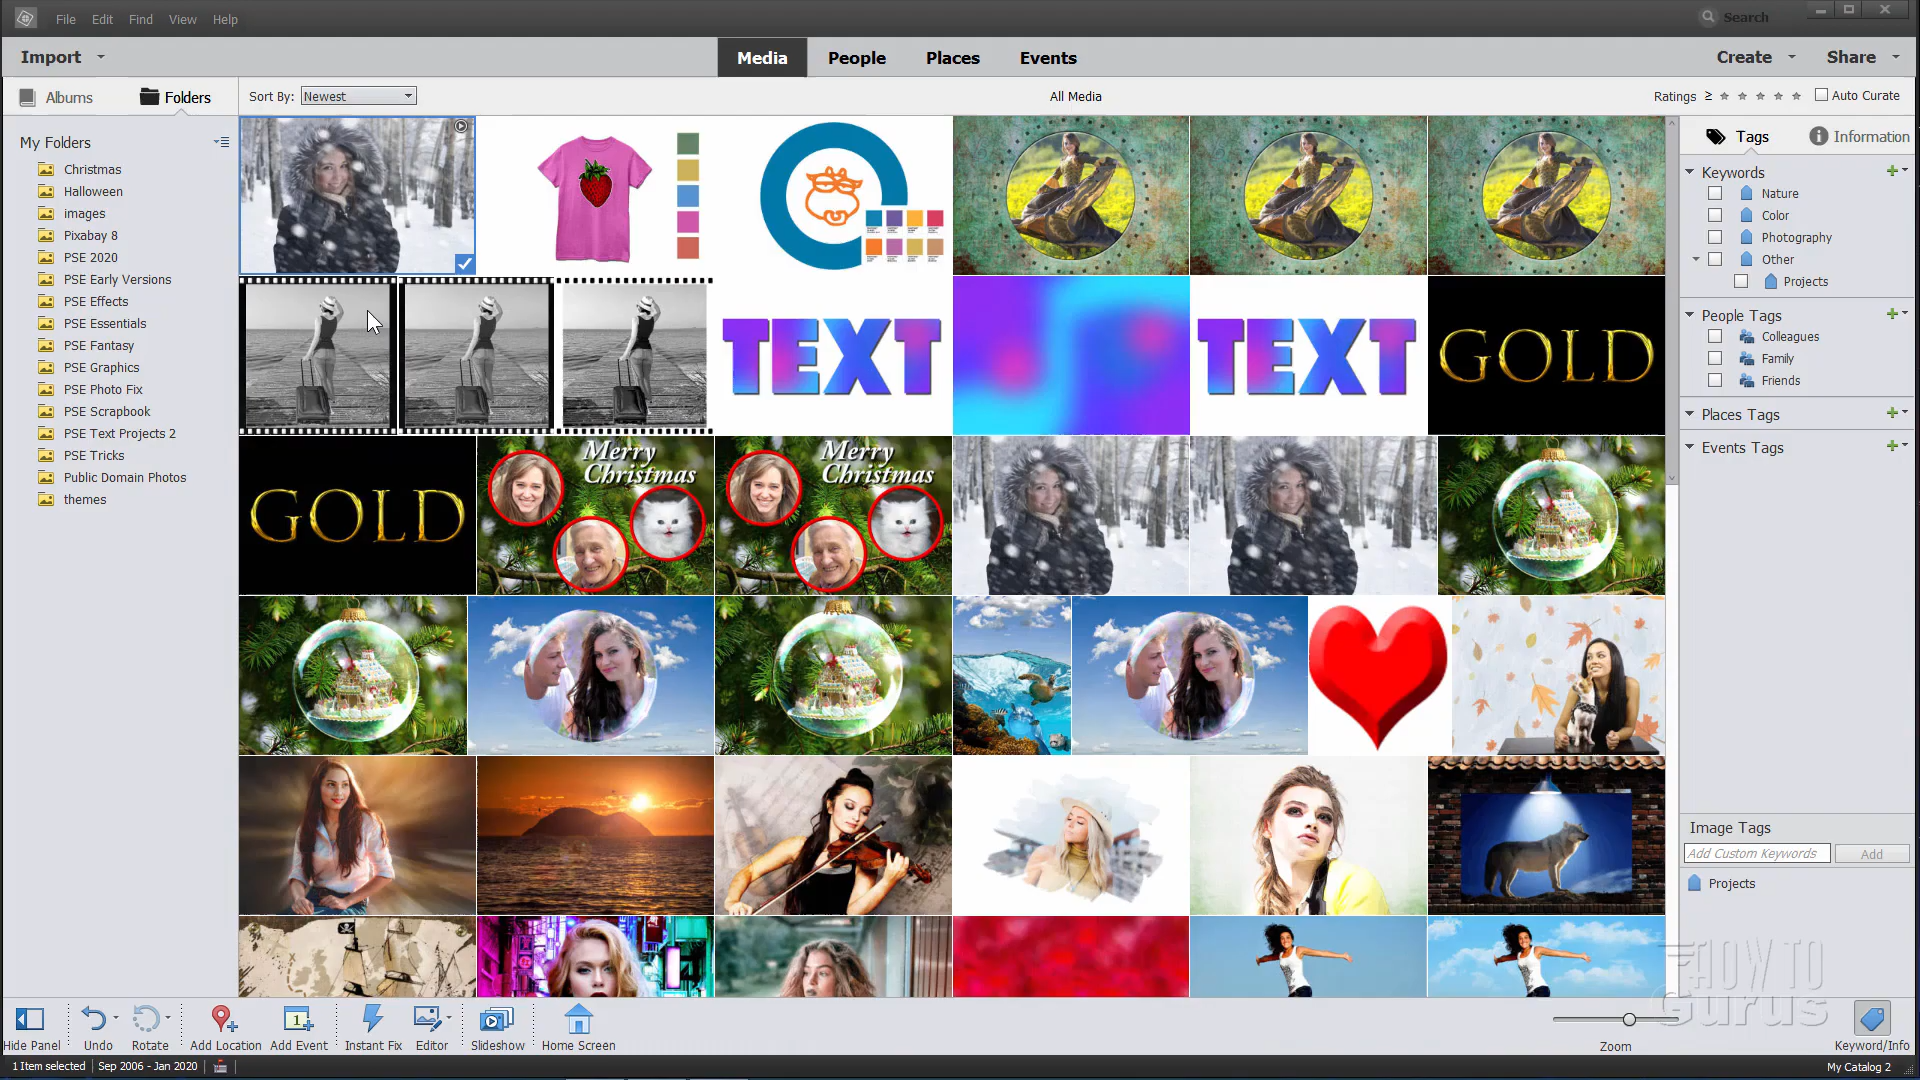 File Edit Find View Help
Search
Import
Media People Places Events
Create Share
Albums Folders
Sort By: Newest
All Media
Ratings ≥
Auto Curate
My Folders
Christmas
Halloween
images
Pixabay 8
PSE 2020
PSE Early Versions
PSE Effects
PSE Essentials
PSE Fantasy
PSE Graphics
PSE Photo Fix
PSE Scrapbook
PSE Text Projects 2
PSE Tricks
Public Domain Photos
themes
TEXT
TEXT
GOLD
GOLD
Merry
Christmas
Merry
Christmas
Tags Information
Keywords
Nature
Color
Photography
Other
Projects
People Tags
Colleagues
Family
Friends
Places Tags
Events Tags
Image Tags
Add Custom Keywords Add
Projects
HOW TO
Gurus
Hide Panel Undo Rotate Add Location Add Event Instant Fix Editor Slideshow Home Screen
Zoom
Keyword/Info
1 Item selected Sep 2006 - Jan 2020
My Catalog 2